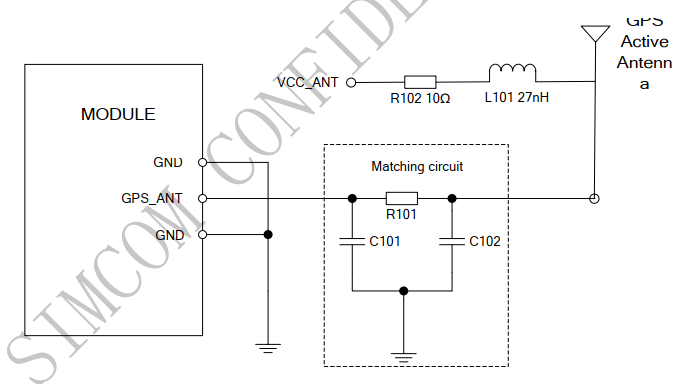 GPS
Active
Antenn
a
VCC_ANT
R102 10Ω
L101 27nH
MODULE
Matching circuit
GND
GPS_ANT
R101
GND
C101
C102
SIMCOM CONFIDE